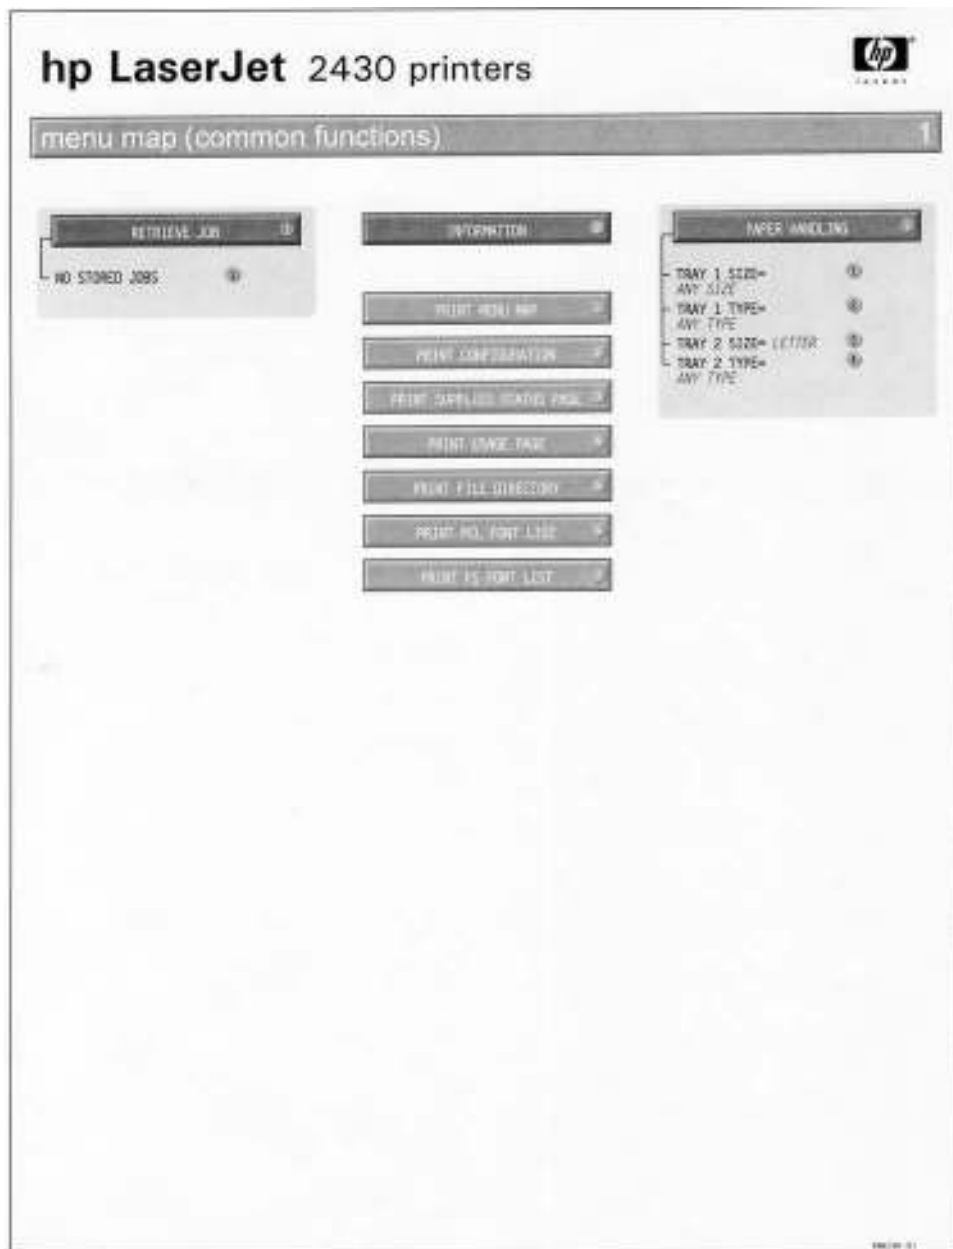 hp LaserJet 2430 printers
hp
invent
menu map (common functions) 1
RETRIEVE JOB
NO STORED JOBS
INFORMATION
PRINT MENU MAP
PRINT CONFIGURATION
PRINT SUPPLIES STATUS PAGE
PRINT USAGE PAGE
PRINT FILE DIRECTORY
PRINT PCL FONT LIST
PRINT PS FONT LIST
PAPER HANDLING
TRAY 1 SIZE=
ANY SIZE
TRAY 1 TYPE=
ANY TYPE
TRAY 2 SIZE= LETTER
TRAY 2 TYPE=
ANY TYPE